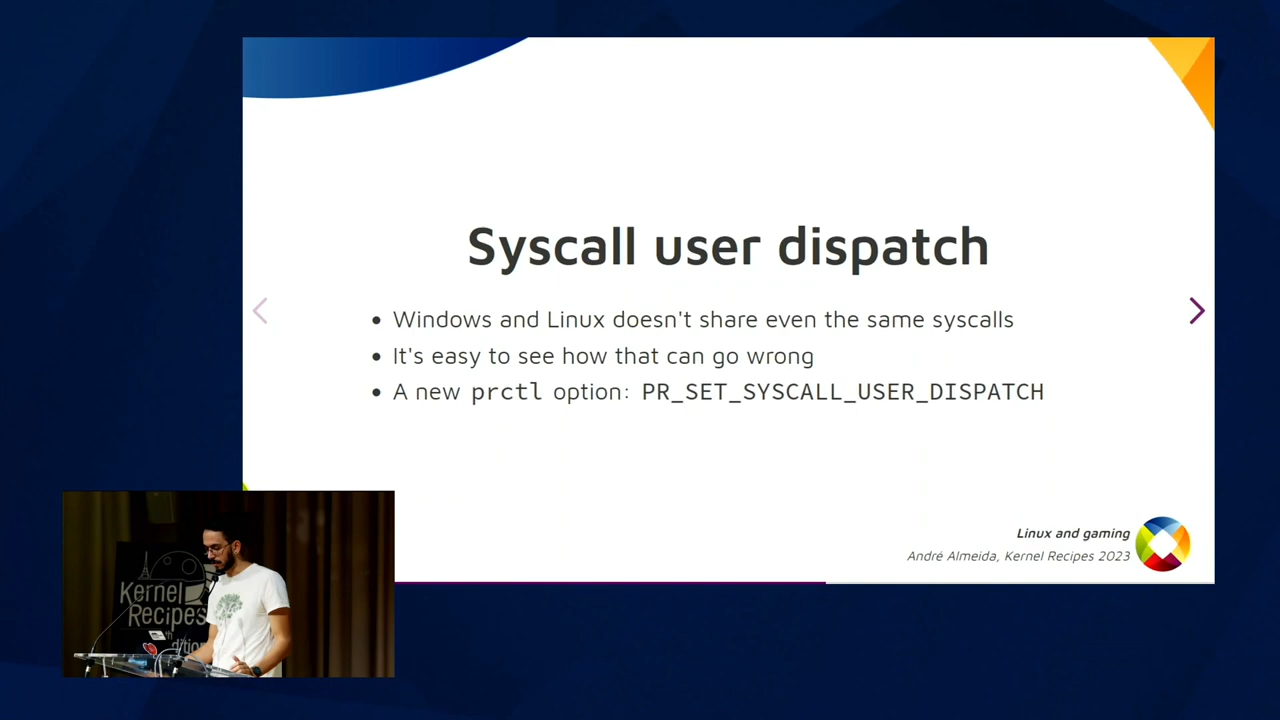 Syscall user dispatch
Windows and Linux doesn't share even the same syscalls
It's easy to see how that can go wrong
A new prctl option: PR_SET_SYSCALL_USER_DISPATCH
Linux and gaming
André Almeida, Kernel Recipes 2023
Kernel
Recipes